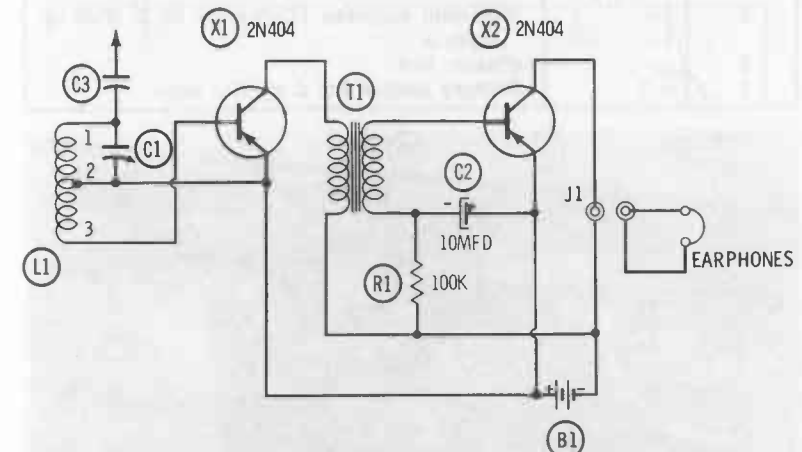 X1 2N404
X2 2N404
C3
T1
1
C1
2
C2
-
J1
3
10MFD
L1
R1 100K
EARPHONES
+ -
B1